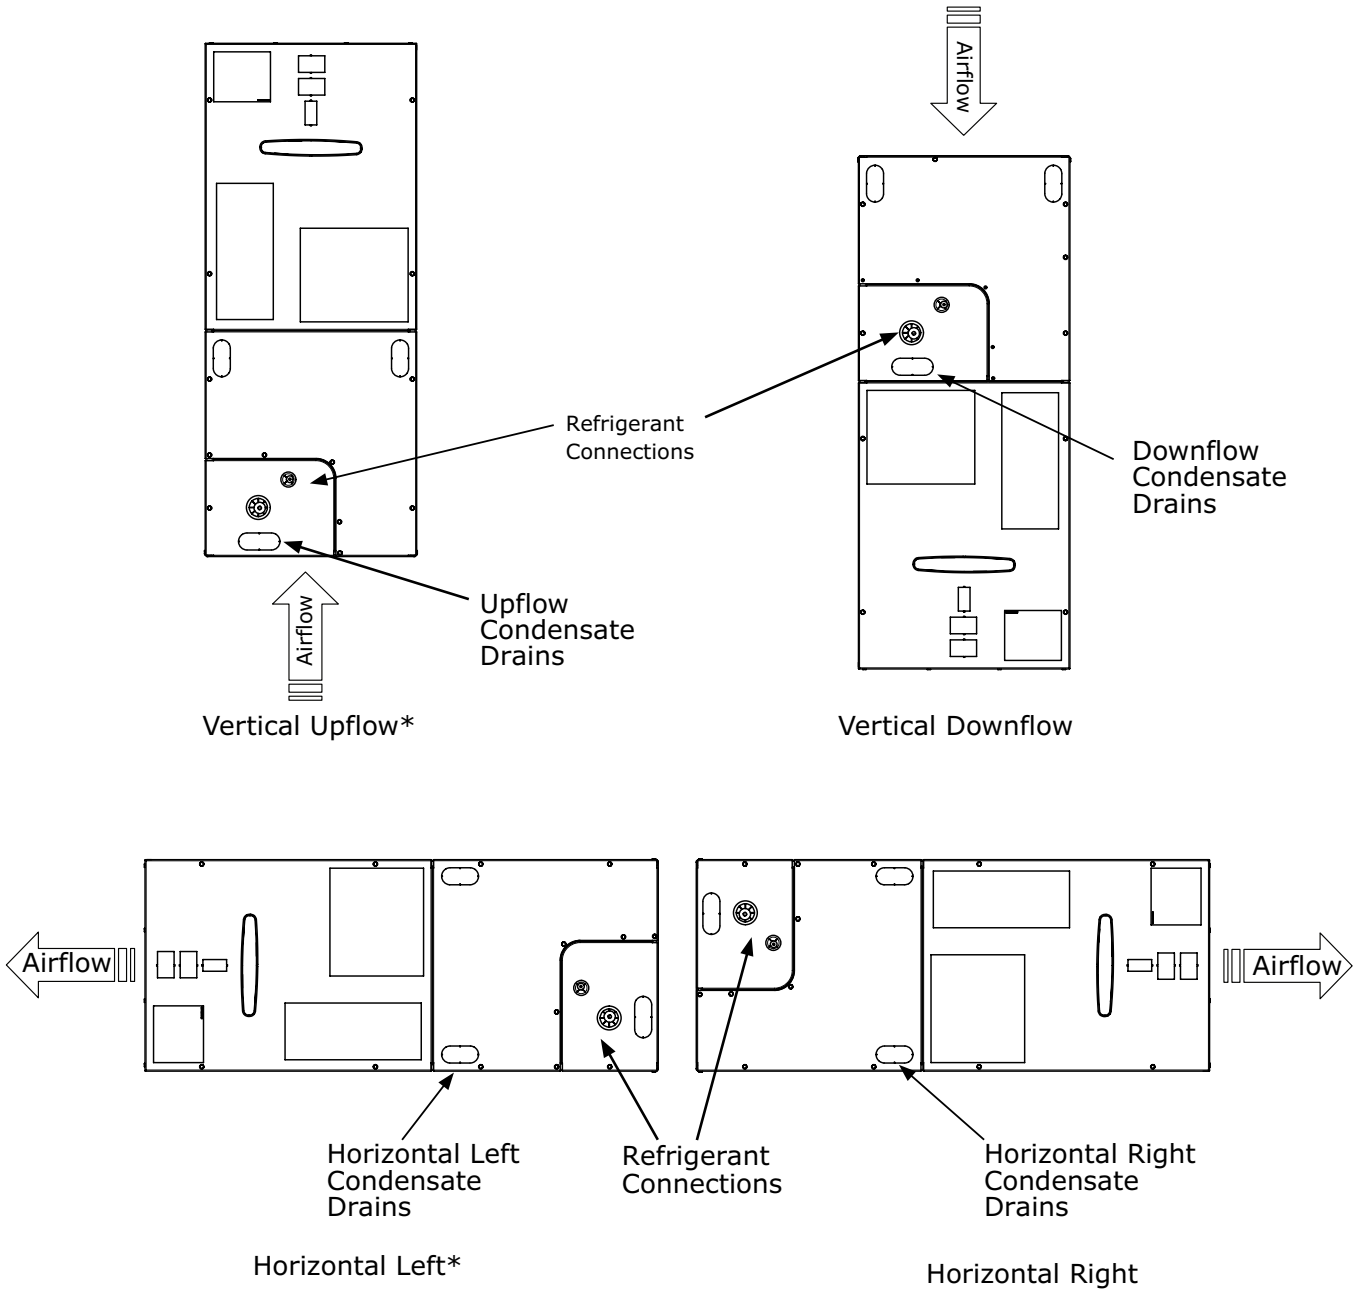 Airflow
Refrigerant
Connections
Downflow
Condensate
Drains
Upflow
Condensate
Drains
Airflow
Vertical Upflow*
Vertical Downflow
Airflow
Airflow
Horizontal Left
Condensate
Drains
Refrigerant
Connections
Horizontal Right
Condensate
Drains
Horizontal Left*
Horizontal Right